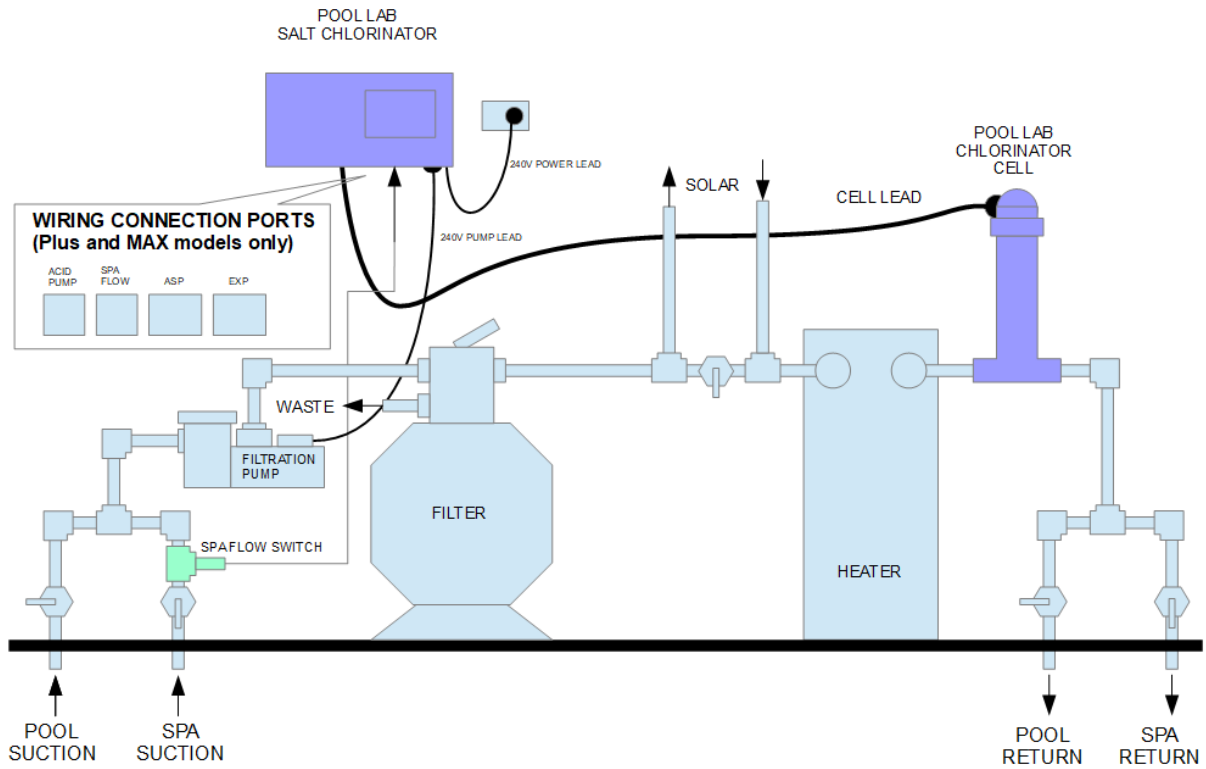 POOL LAB
SALT CHLORINATOR
240V POWER LEAD
POOL LAB
CHLORINATOR
CELL
SOLAR
CELL LEAD
WIRING CONNECTION PORTS
(Plus and MAX models only)
240V PUMP LEAD
ACID
PUMP
SPA
FLOW
ASP
EXP
WASTE
FILTRATION
PUMP
FILTER
SPA FLOW SWITCH
HEATER
POOL
SUCTION
SPA
SUCTION
POOL
RETURN
SPA
RETURN